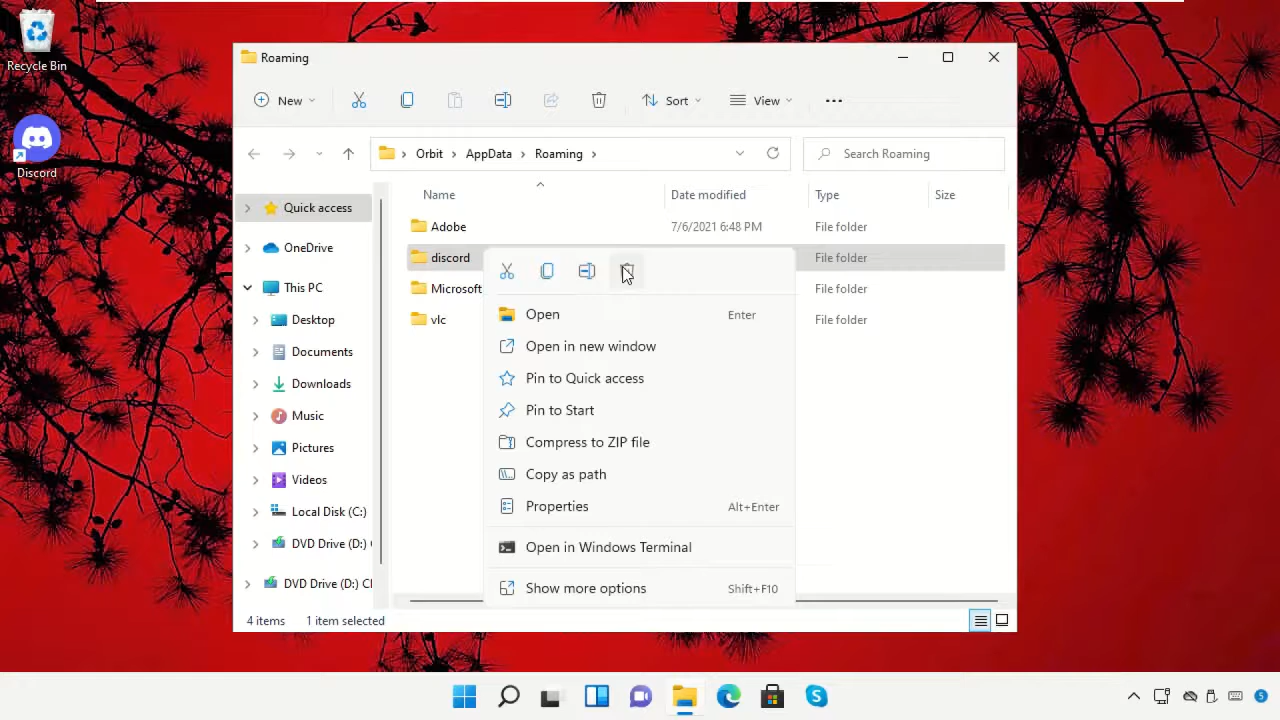 Recycle Bin
Discord
Roaming
New
Sort
View
Orbit
AppData
Roaming
Search Roaming
Name
Date modified
Type
Size
Quick access
OneDrive
This PC
Desktop
Documents
Downloads
Music
Pictures
Videos
Local Disk (C:)
DVD Drive (D:)
DVD Drive (D:) C
Adobe
7/6/2021 6:48 PM
File folder
discord
File folder
Microsoft
File folder
vlc
File folder
Open
Enter
Open in new window
Pin to Quick access
Pin to Start
Compress to ZIP file
Copy as path
Properties
Alt+Enter
Open in Windows Terminal
Show more options
Shift+F10
4 items
1 item selected
5